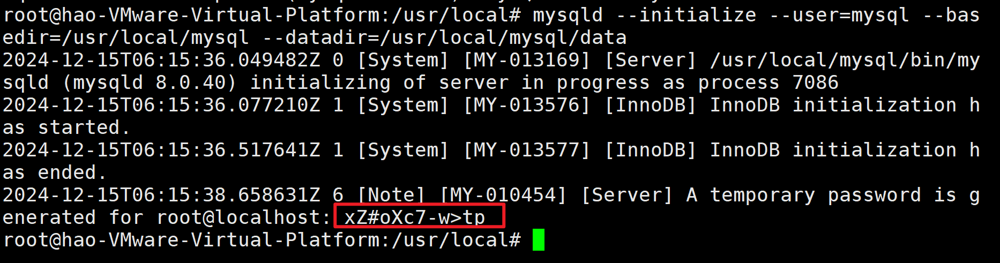 root@hao-VMware-Virtual-Platform:/usr/local# mysqld --initialize --user=mysql --bas
edir=/usr/local/mysql --datadir=/usr/local/mysql/data
2024-12-15T06:15:36.049482Z 0 [System] [MY-013169] [Server] /usr/local/mysql/bin/my
sqld (mysqld 8.0.40) initializing of server in progress as process 7086
2024-12-15T06:15:36.077210Z 1 [System] [MY-013576] [InnoDB] InnoDB initialization h
as started.
2024-12-15T06:15:36.517641Z 1 [System] [MY-013577] [InnoDB] InnoDB initialization h
as ended.
2024-12-15T06:15:38.658631Z 6 [Note] [MY-010454] [Server] A temporary password is g
enerated for root@localhost: xZ#oXc7-w>tp
root@hao-VMware-Virtual-Platform:/usr/local#